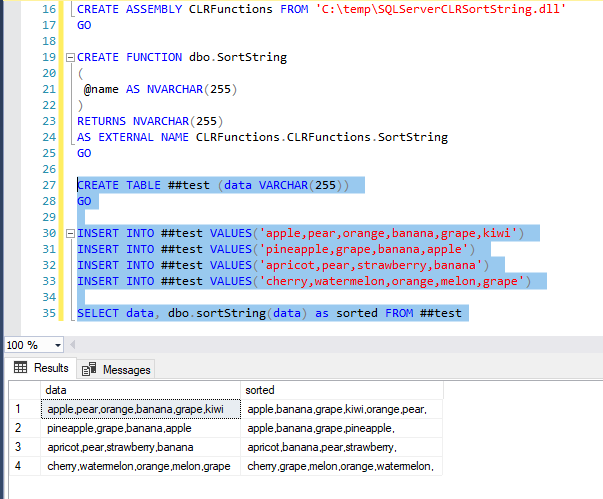 16 CREATE ASSEMBLY CLRFunctions FROM 'C:\temp\SQLServerCLRSortString.dll'
17 GO
18
19 CREATE FUNCTION dbo.SortString
20 (
21 @name AS NVARCHAR(255)
22 )
23 RETURNS NVARCHAR(255)
24 AS EXTERNAL NAME CLRFunctions.CLRFunctions.SortString
25 GO
26
27 CREATE TABLE ##test (data VARCHAR(255))
28 GO
29
30 INSERT INTO ##test VALUES('apple,pear,orange,banana,grape,kiwi')
31 INSERT INTO ##test VALUES('pineapple,grape,banana,apple')
32 INSERT INTO ##test VALUES('apricot,pear,strawberry,banana')
33 INSERT INTO ##test VALUES('cherry,watermelon,orange,melon,grape')
34
35 SELECT data, dbo.sortString(data) as sorted FROM ##test
100 %
Results Messages
data sorted
1 apple,pear,orange,banana,grape,kiwi apple,banana,grape,kiwi,orange,pear,
2 pineapple,grape,banana,apple apple,banana,grape,pineapple,
3 apricot,pear,strawberry,banana apricot,banana,pear,strawberry,
4 cherry,watermelon,orange,melon,grape cherry,grape,melon,orange,watermelon,